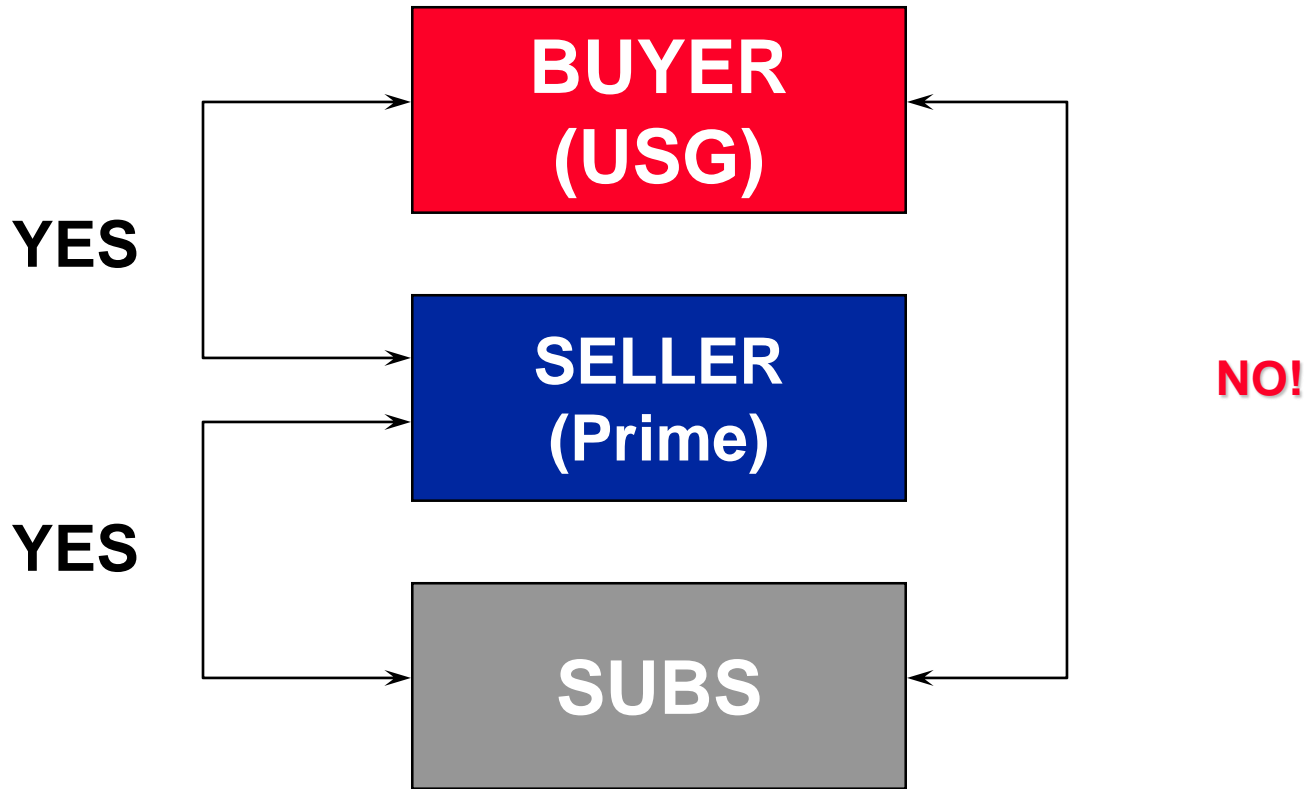 BUYER
(USG)
YES
SELLER
(Prime)
NO!
YES
SUBS